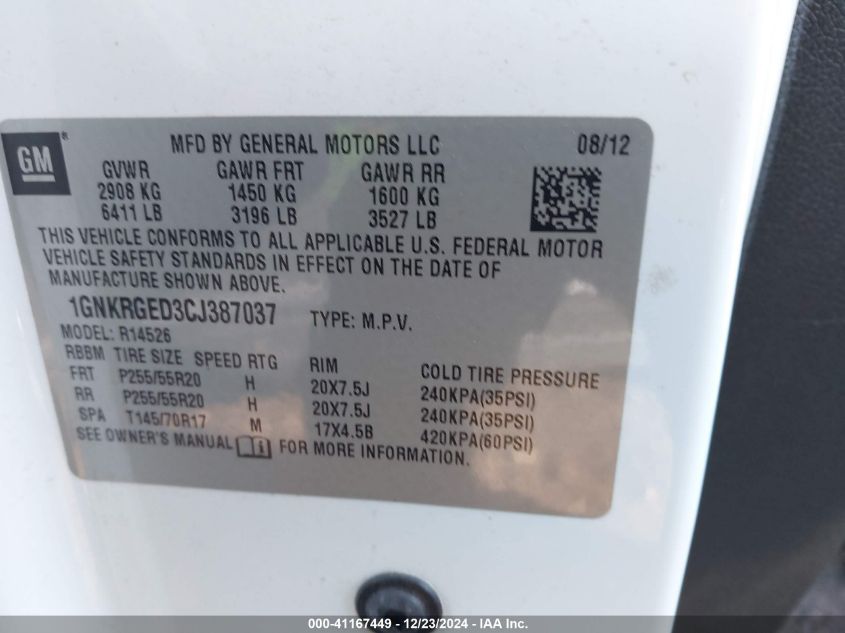 GM®
MFD BY GENERAL MOTORS LLC 08/12
GVWR GAWR FRT GAWR RR
2908 KG 1450 KG 1600 KG
6411 LB 3196 LB 3527 LB
THIS VEHICLE CONFORMS TO ALL APPLICABLE U.S. FEDERAL MOTOR
VEHICLE SAFETY STANDARDS IN EFFECT ON THE DATE OF
MANUFACTURE SHOWN ABOVE.
1GNKRGED3CJ387037 TYPE: M.P.V.
MODEL: R14526
RBBM TIRE SIZE SPEED RTG RIM COLD TIRE PRESSURE
FRT P255/55R20 H 20X7.5J 240KPA(35PSI)
RR P255/55R20 H 20X7.5J 240KPA(35PSI)
SPA T145/70R17 M 17X4.5B 420KPA(60PSI)
SEE OWNER'S MANUAL FOR MORE INFORMATION.
000-41167449 - 12/23/2024 - IAA Inc.